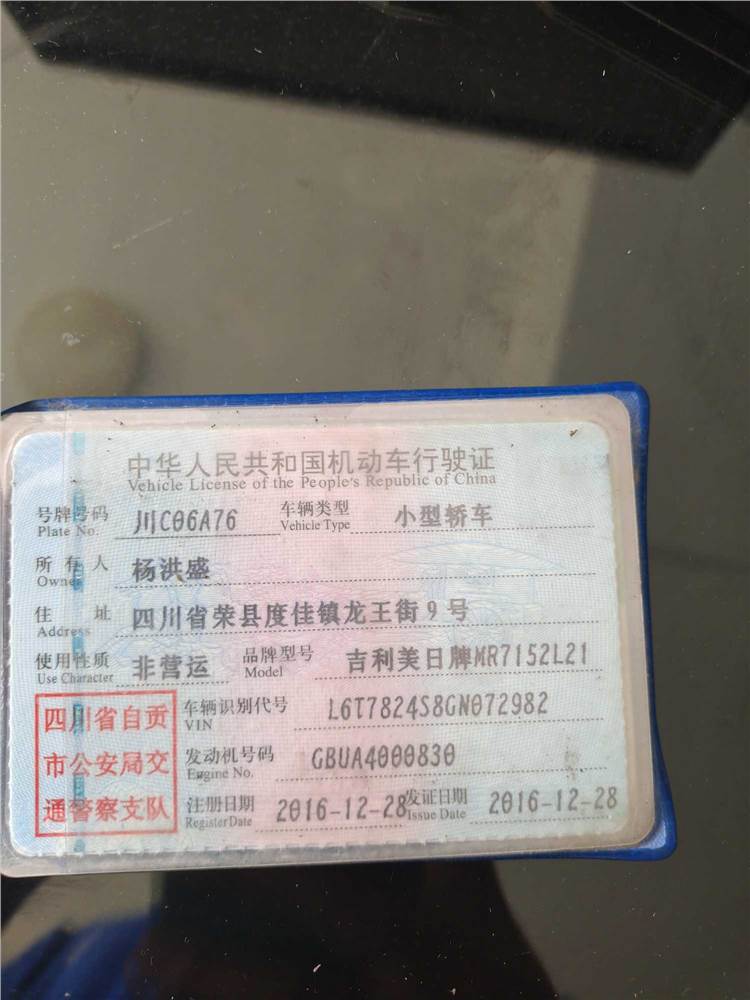 中华人民共和国机动车行驶证
Vehicle License of the People's Republic of China
号牌号码 川C06A76 车辆类型 小型轿车
Plate No. Vehicle Type
所有人 杨洪盛
Owner
住址 四川省荣县度佳镇龙王街9号
Address
使用性质 非营运 品牌型号 吉利美日牌MR7152L21
Use Character Model
四川省自贡 车辆识别代号 L6T7824S8GN072982
VIN
市公安局交 发动机号码 GBUA4000830
Engine No.
通警察支队 注册日期 2016-12-28 发证日期 2016-12-28
Register Date Issue Date